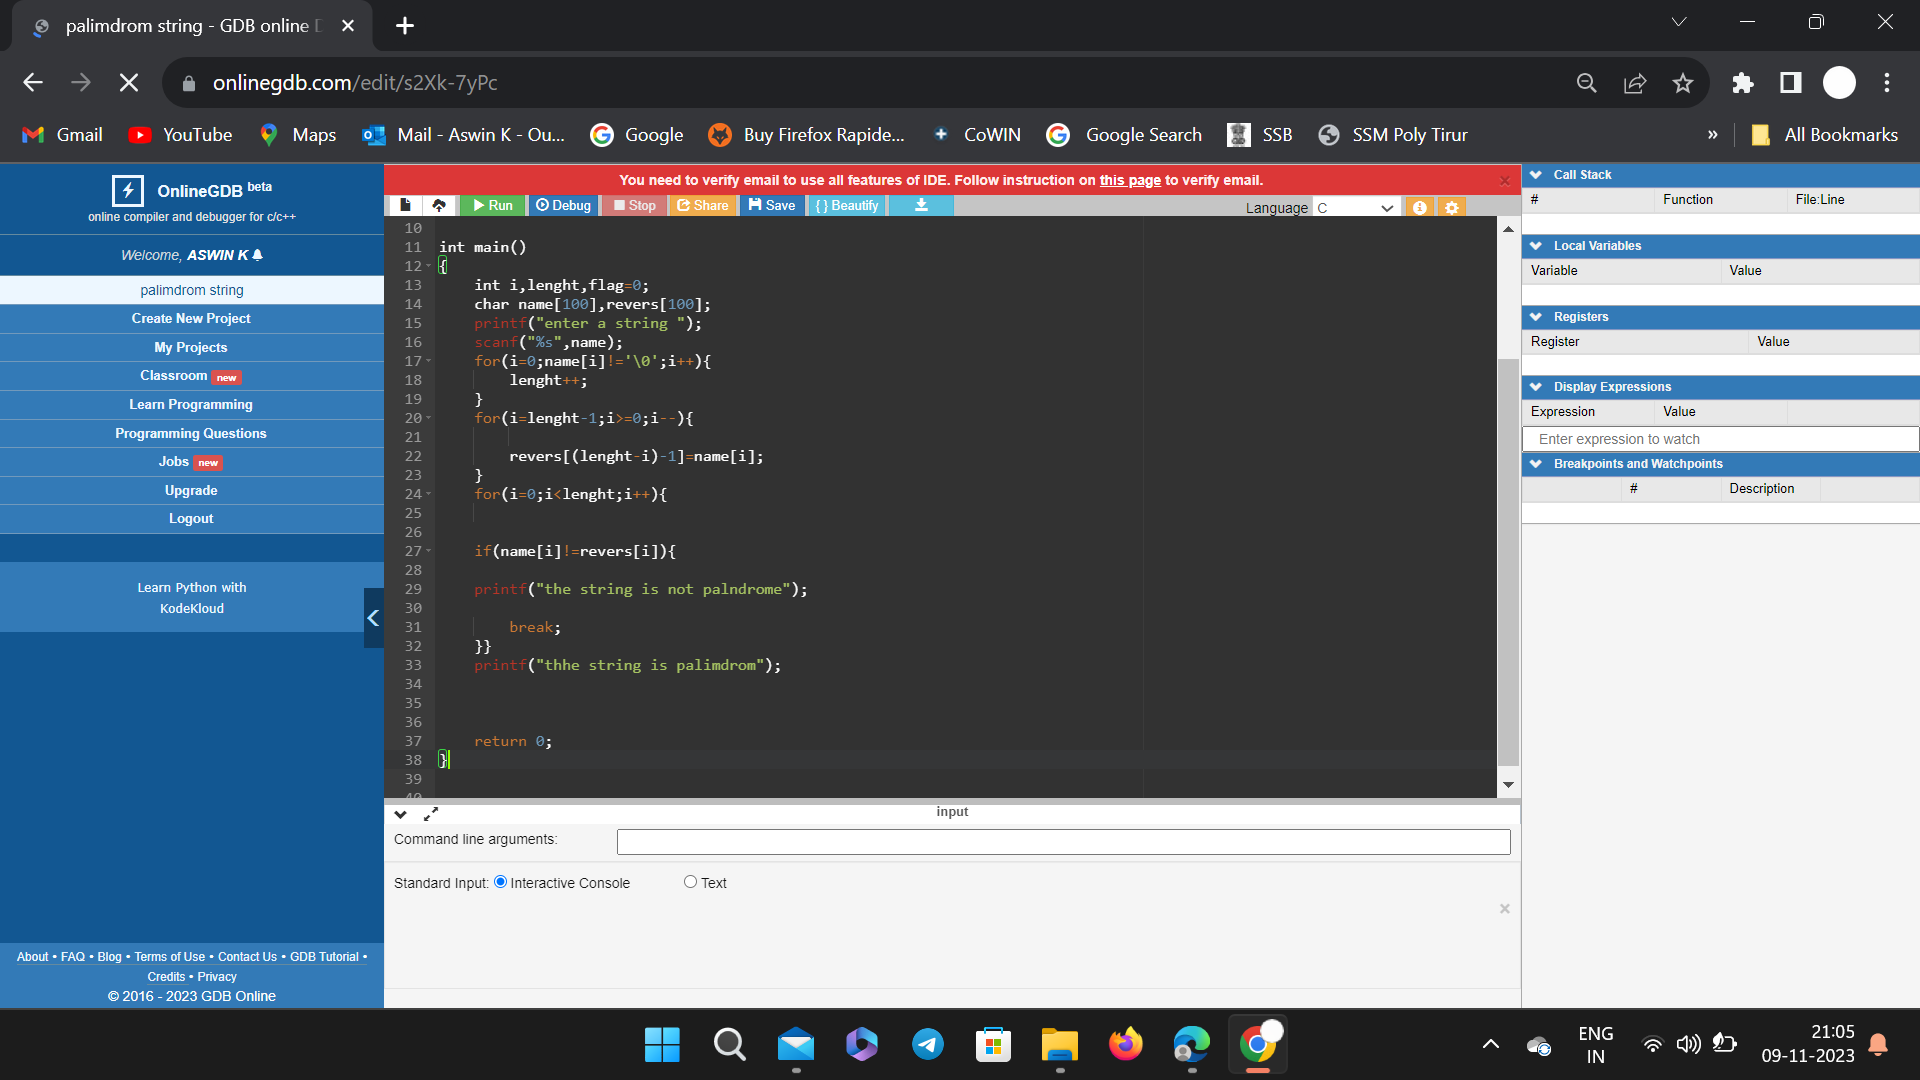 palimdrom string - GDB online D
onlinegdb.com/edit/s2Xk-7yPc
Gmail
YouTube
Maps
Mail - Aswin K - Ou...
Google
Buy Firefox Rapide...
CoWIN
Google Search
SSB
SSM Poly Tirur
»
All Bookmarks
OnlineGDB beta
online compiler and debugger for c/c++
Welcome, ASWIN K
palimdrom string
Create New Project
My Projects
Classroom new
Learn Programming
Programming Questions
Jobs new
Upgrade
Logout
Learn Python with
KodeKloud
About • FAQ • Blog • Terms of Use • Contact Us • GDB Tutorial •
Credits • Privacy
© 2016 - 2023 GDB Online
You need to verify email to use all features of IDE. Follow instruction on this page to verify email.
Run
Debug
Stop
Share
Save
{ } Beautify
Language C
10
11 int main()
12 {
13 int i,lenght,flag=0;
14 char name[100],revers[100];
15 printf("enter a string ");
16 scanf("%s",name);
17 for(i=0;name[i]!='\0';i++){
18 lenght++;
19 }
20 for(i=lenght-1;i>=0;i--){
21
22 revers[(lenght-i)-1]=name[i];
23 }
24 for(i=0;i<lenght;i++){
25
26
27 if(name[i]!=revers[i]){
28
29 printf("the string is not palndrome");
30
31 break;
32 }}
33 printf("thhe string is palimdrom");
34
35
36
37 return 0;
38 }
39
40
input
Command line arguments:
Standard Input: Interactive Console Text
Call Stack
# Function File:Line
Local Variables
Variable Value
Registers
Register Value
Display Expressions
Expression Value
Enter expression to watch
Breakpoints and Watchpoints
# Description
ENG
IN
21:05
09-11-2023